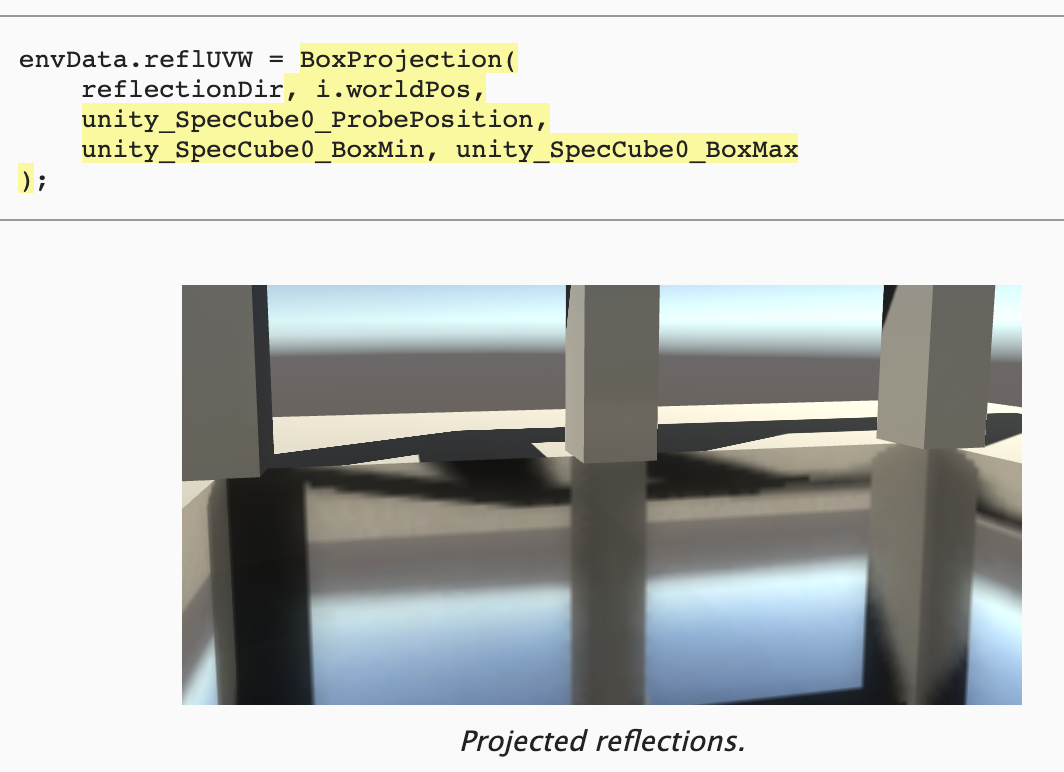 envData.reflUVW = BoxProjection(
    reflectionDir, i.worldPos,
    unity_SpecCube0_ProbePosition,
    unity_SpecCube0_BoxMin, unity_SpecCube0_BoxMax
);
Projected reflections.